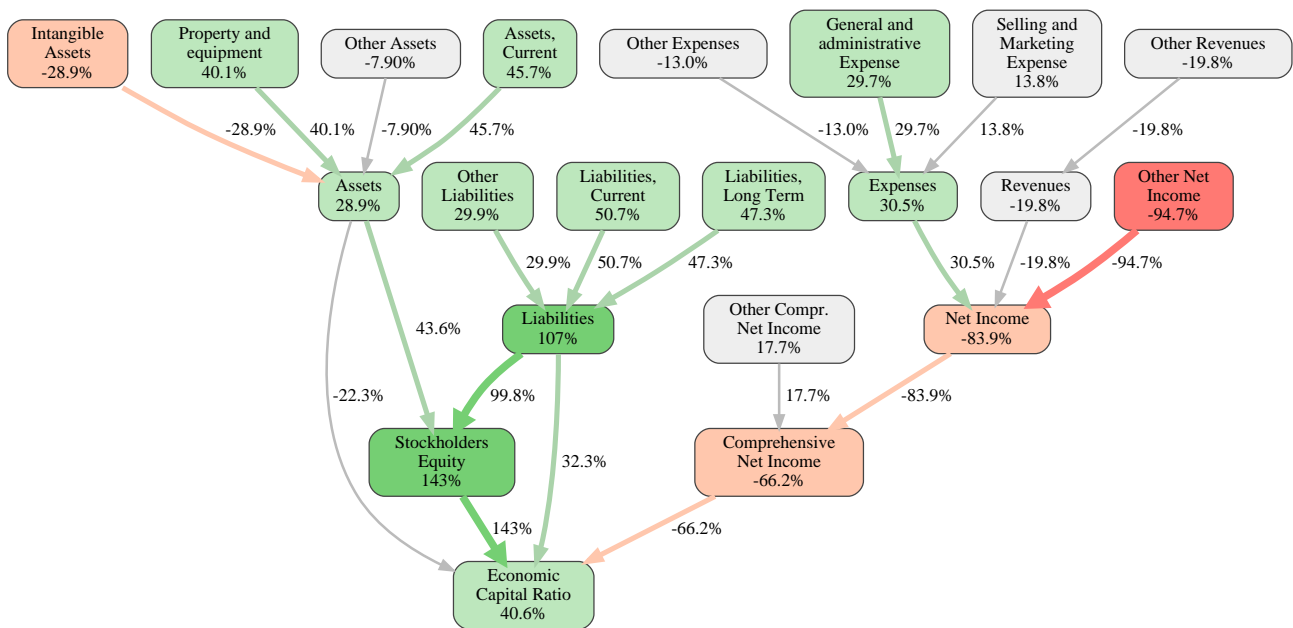 Intangible
Assets
-28.9%
Property and
equipment
40.1%
Other Assets
-7.90%
Assets,
Current
45.7%
Other Expenses
-13.0%
General and
administrative
Expense
29.7%
Selling and
Marketing
Expense
13.8%
Other Revenues
-19.8%
-28.9%
40.1%
-7.90%
45.7%
-13.0%
29.7%
13.8%
-19.8%
Assets
28.9%
Other
Liabilities
29.9%
Liabilities,
Current
50.7%
Liabilities,
Long Term
47.3%
Expenses
30.5%
Revenues
-19.8%
Other Net
Income
-94.7%
29.9%
50.7%
47.3%
30.5%
-19.8%
-94.7%
43.6%
Liabilities
107%
Other Compr.
Net Income
17.7%
Net Income
-83.9%
-22.3%
99.8%
17.7%
-83.9%
Stockholders
Equity
143%
32.3%
Comprehensive
Net Income
-66.2%
143%
-66.2%
Economic
Capital Ratio
40.6%